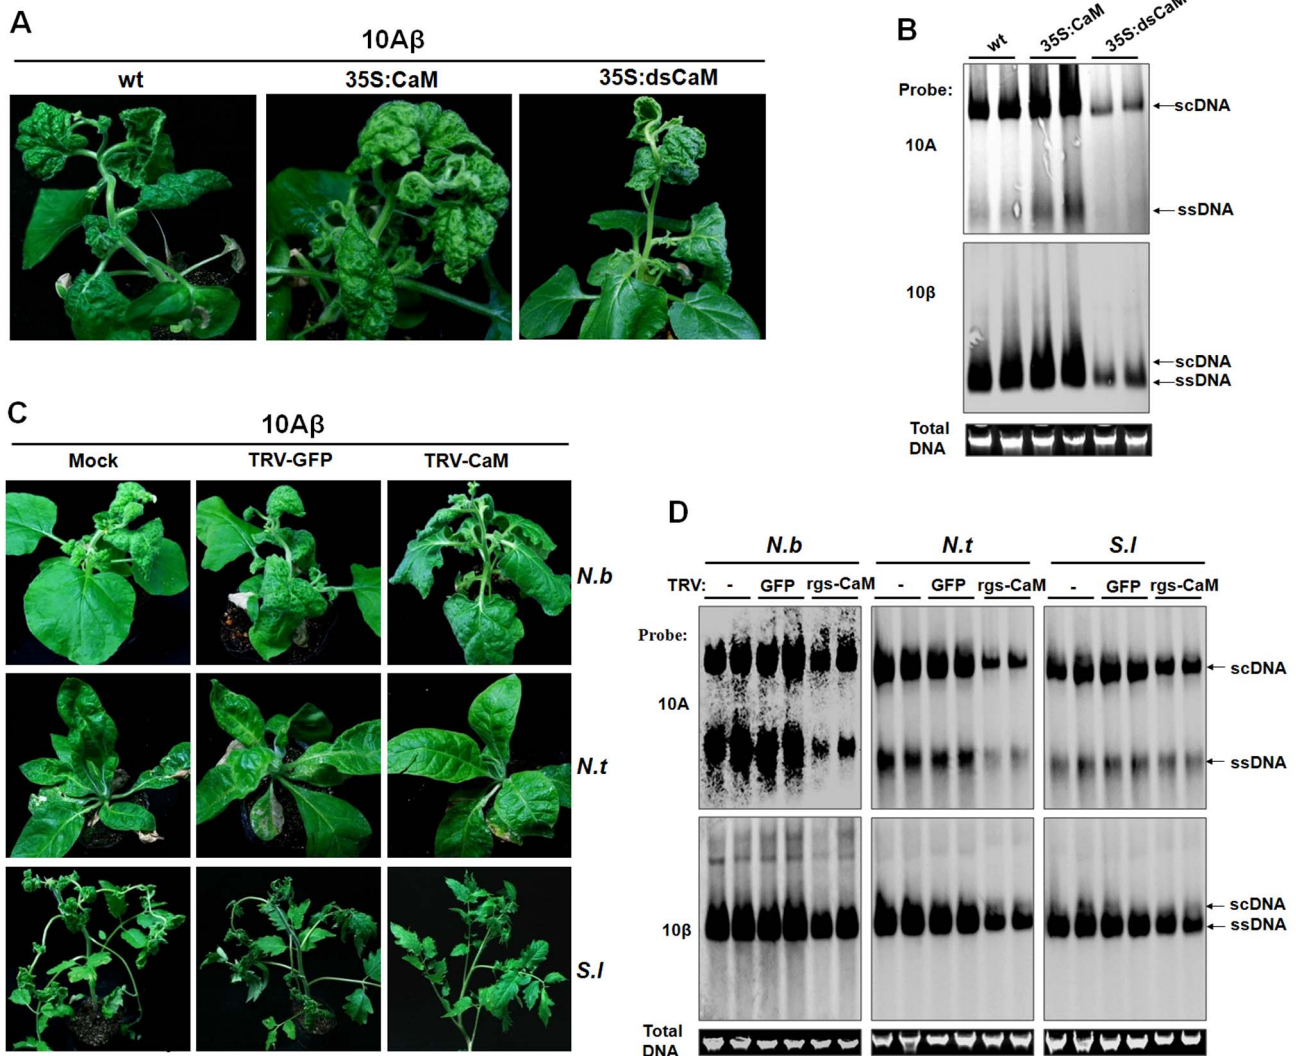 A
10Aβ
wt 35S:CaM 35S:dsCaM
B
wt 35S:CaM 35S:dsCaM
Probe:
10A
scDNA
ssDNA
10β
scDNA
ssDNA
Total
DNA
C
10Aβ
Mock TRV-GFP TRV-CaM
N.b
N.t
S.l
D
N.b N.t S.l
TRV: - GFP rgs-CaM - GFP rgs-CaM - GFP rgs-CaM
Probe:
10A
scDNA
ssDNA
10β
scDNA
ssDNA
Total
DNA